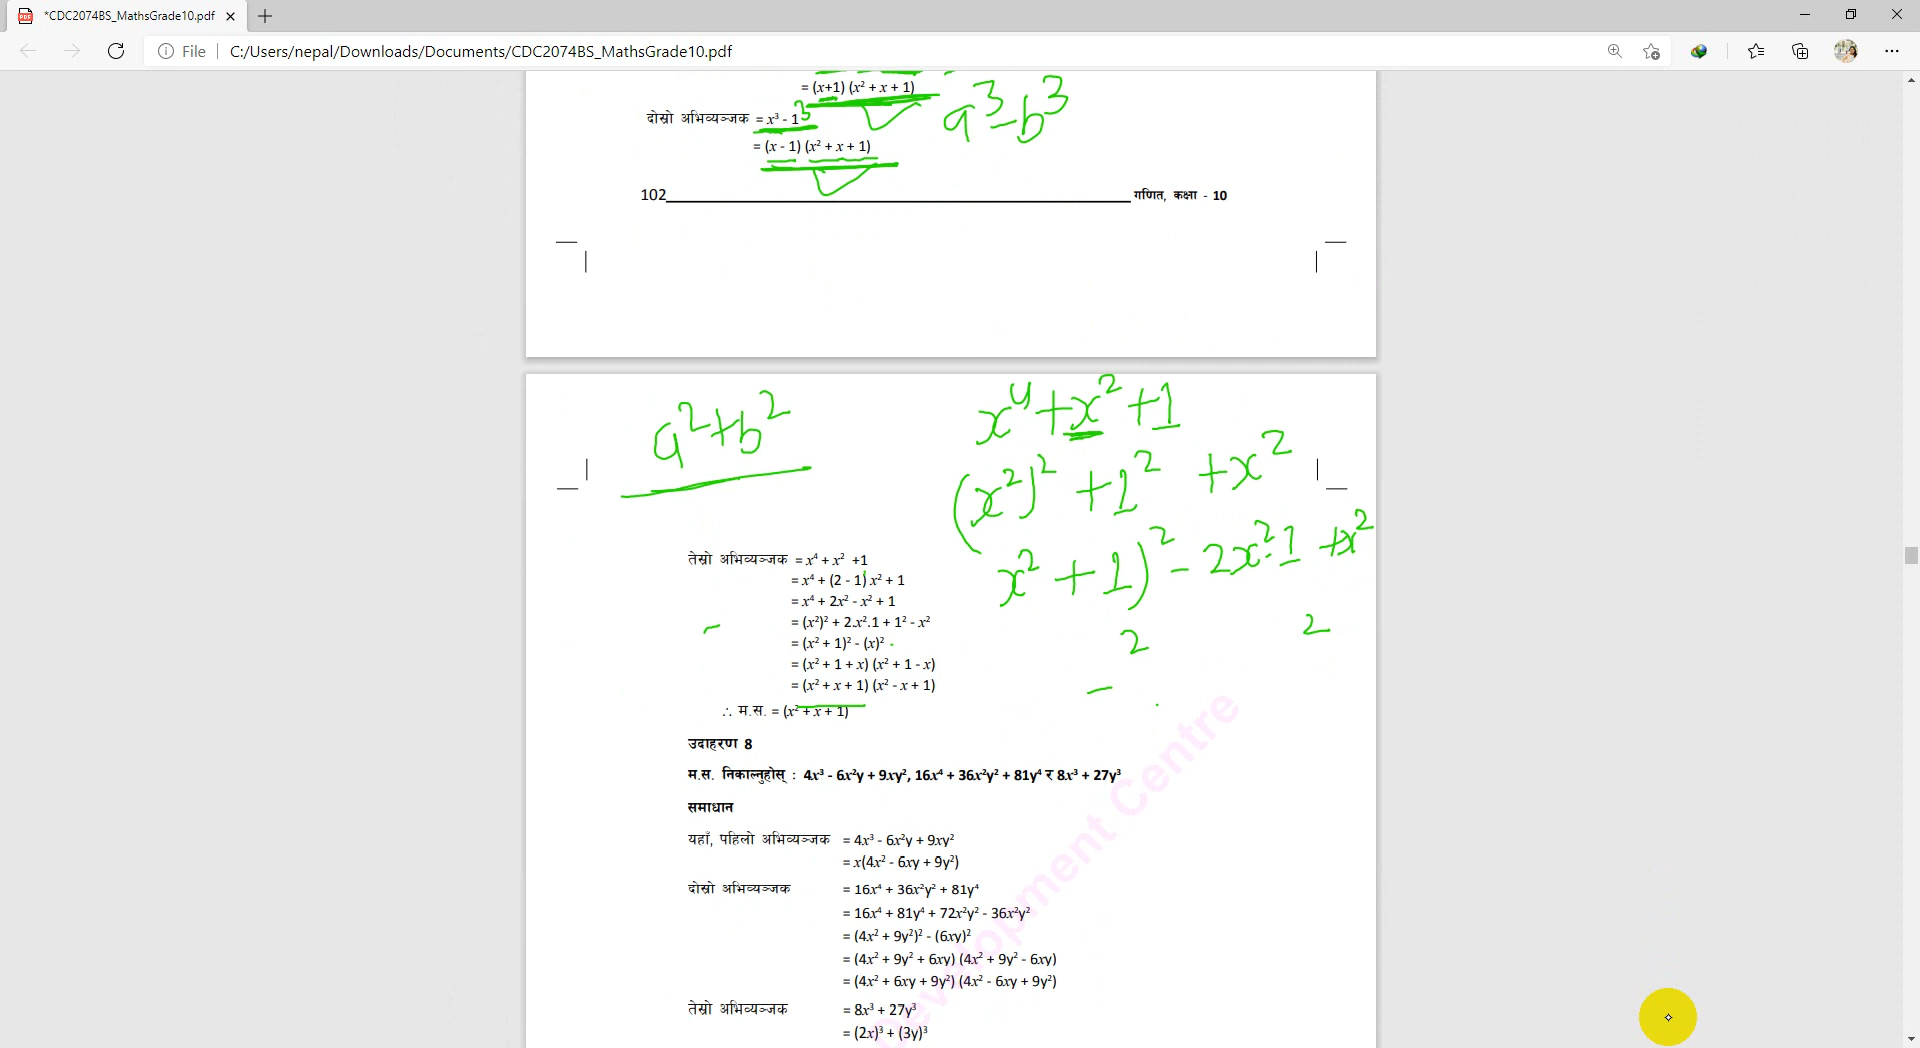 *CDC2074BS_MathsGrade10.pdf
File
C:/Users/nepal/Downloads/Documents/CDC2074BS_MathsGrade10.pdf
= (x+1) (x² + x + 1)
a³-b³
दोस्रो अभिव्यञ्जक = x³ - 1 3
= (x - 1) (x² + x + 1)
102 गणित, कक्षा - 10
a²+b²
x⁴+x²+1
(x²)² +1² +x²
x² +1)² - 2x²·1 +x²
तेस्रो अभिव्यञ्जक = x⁴ + x² +1
= x⁴ + (2 - 1) x² + 1
= x⁴ + 2x² - x² + 1
= (x²)² + 2.x².1 + 1² - x²
2 2
= (x² + 1)² - (x)²
= (x² + 1 + x) (x² + 1 - x)
= (x² + x + 1) (x² - x + 1)
∴ म.स. = (x² + x + 1)
उदाहरण 8
म.स. निकाल्नुहोस् : 4x³ - 6x²y + 9xy², 16x⁴ + 36x²y² + 81y⁴ र 8x³ + 27y³
समाधान
यहाँ, पहिलो अभिव्यञ्जक = 4x³ - 6x²y + 9xy²
= x(4x² - 6xy + 9y²)
दोस्रो अभिव्यञ्जक = 16x⁴ + 36x²y² + 81y⁴
= 16x⁴ + 81y⁴ + 72x²y² - 36x²y²
= (4x² + 9y²)² - (6xy)²
= (4x² + 9y² + 6xy) (4x² + 9y² - 6xy)
= (4x² + 6xy + 9y²) (4x² - 6xy + 9y²)
तेस्रो अभिव्यञ्जक = 8x³ + 27y³
= (2x)³ + (3y)³
Development Centre